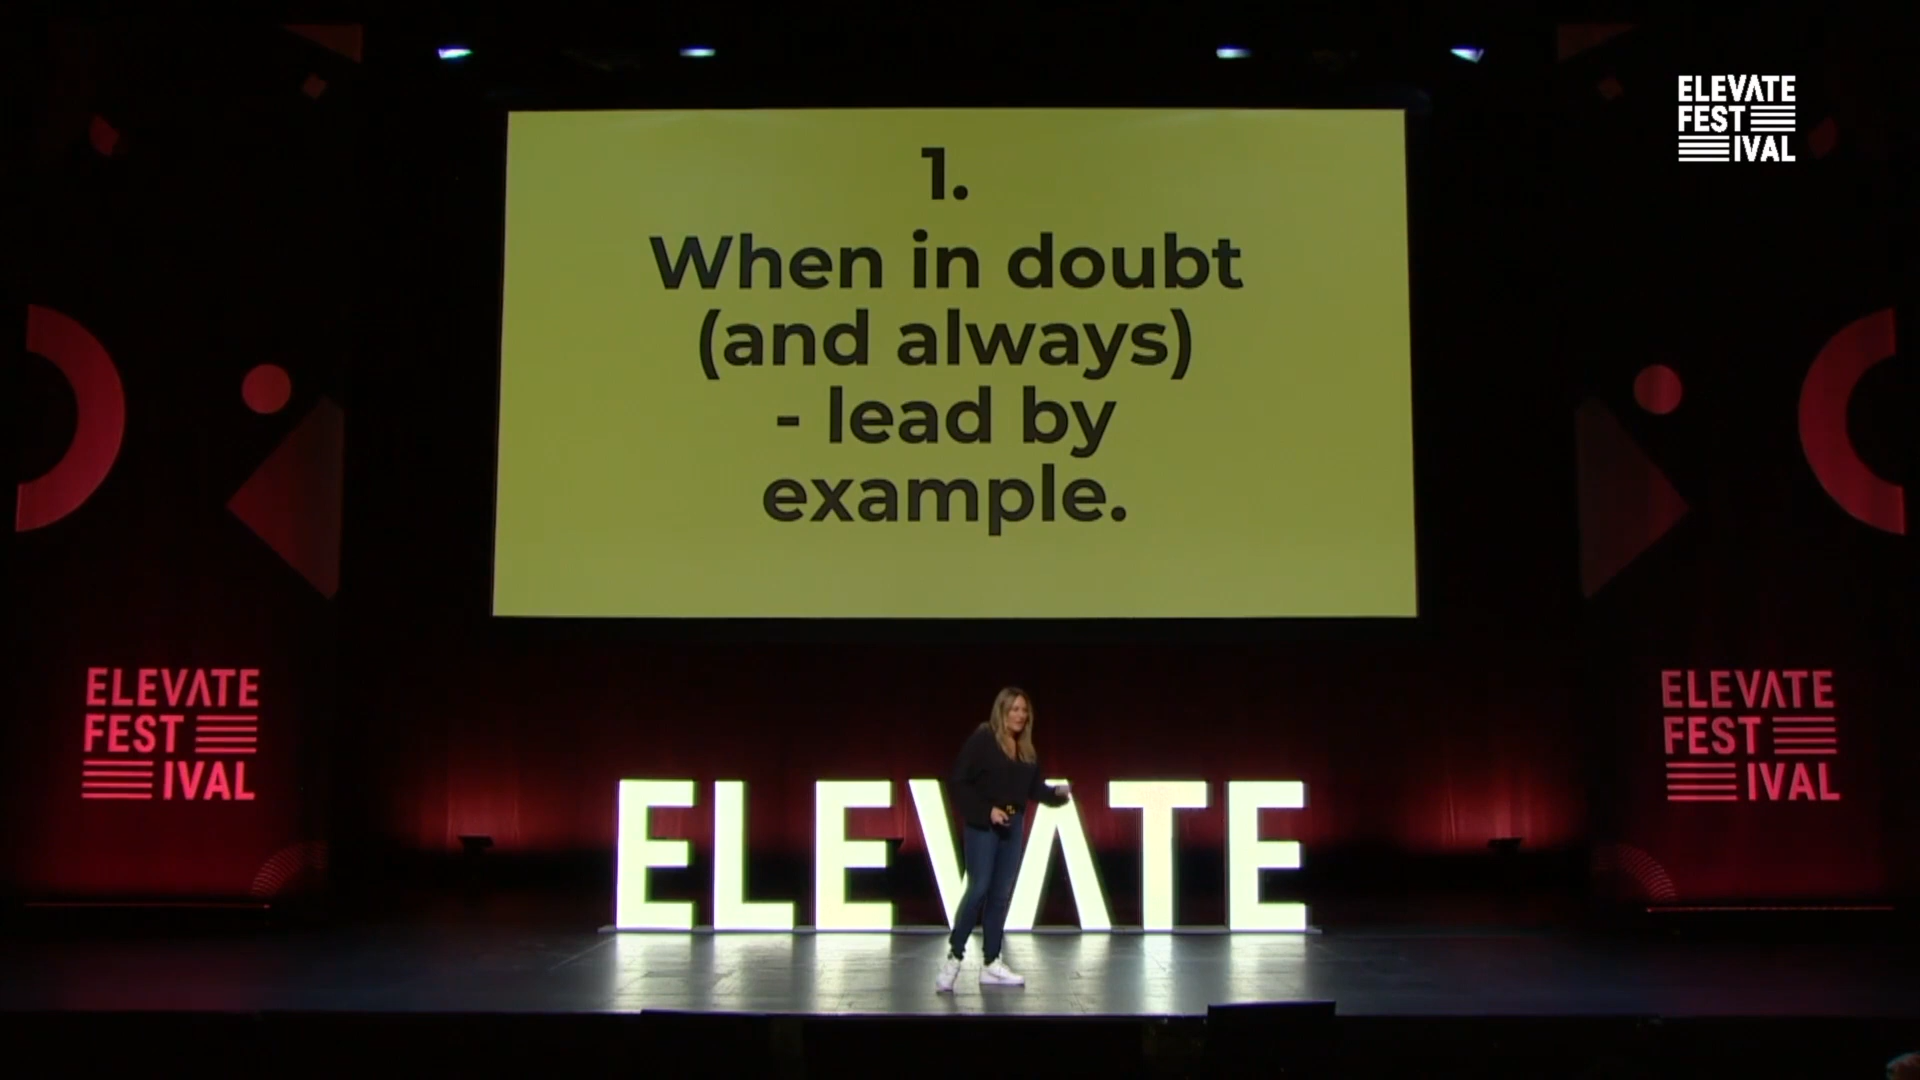 ELEVATE
FEST
IVAL
1.
When in doubt
(and always)
- lead by
example.
ELEVATE
FEST
IVAL
ELEVATE
FEST
IVAL
ELEVATE